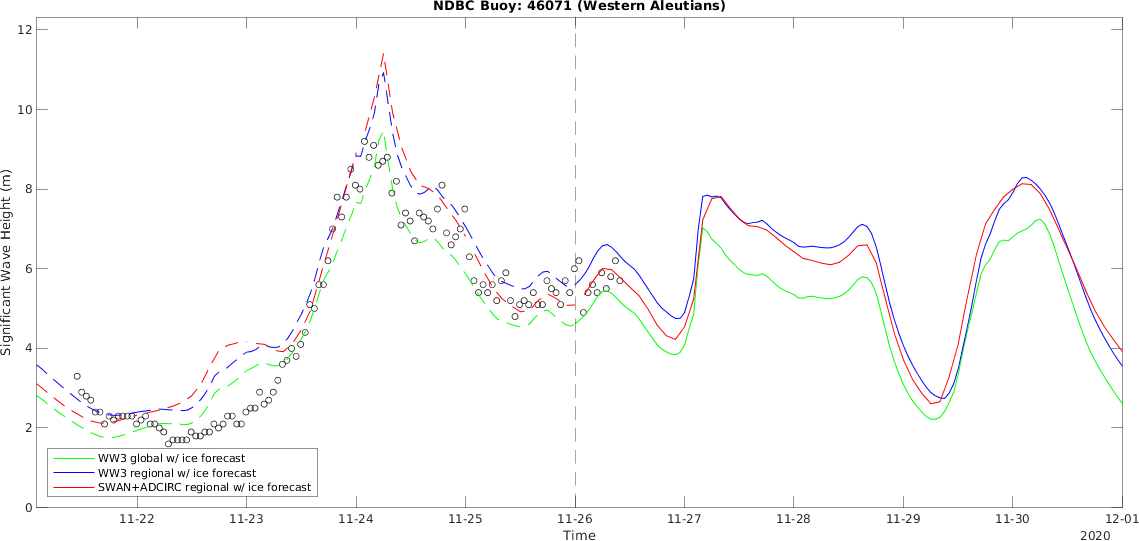 NDBC Buoy: 46071 (Western Aleutians)
Significant Wave Height (m)
12
10
8
6
4
2
0
WW3 global w/ ice forecast
WW3 regional w/ ice forecast
SWAN+ADCIRC regional w/ ice forecast
11-22 11-23 11-24 11-25 11-26 11-27 11-28 11-29 11-30 12-01
Time
2020